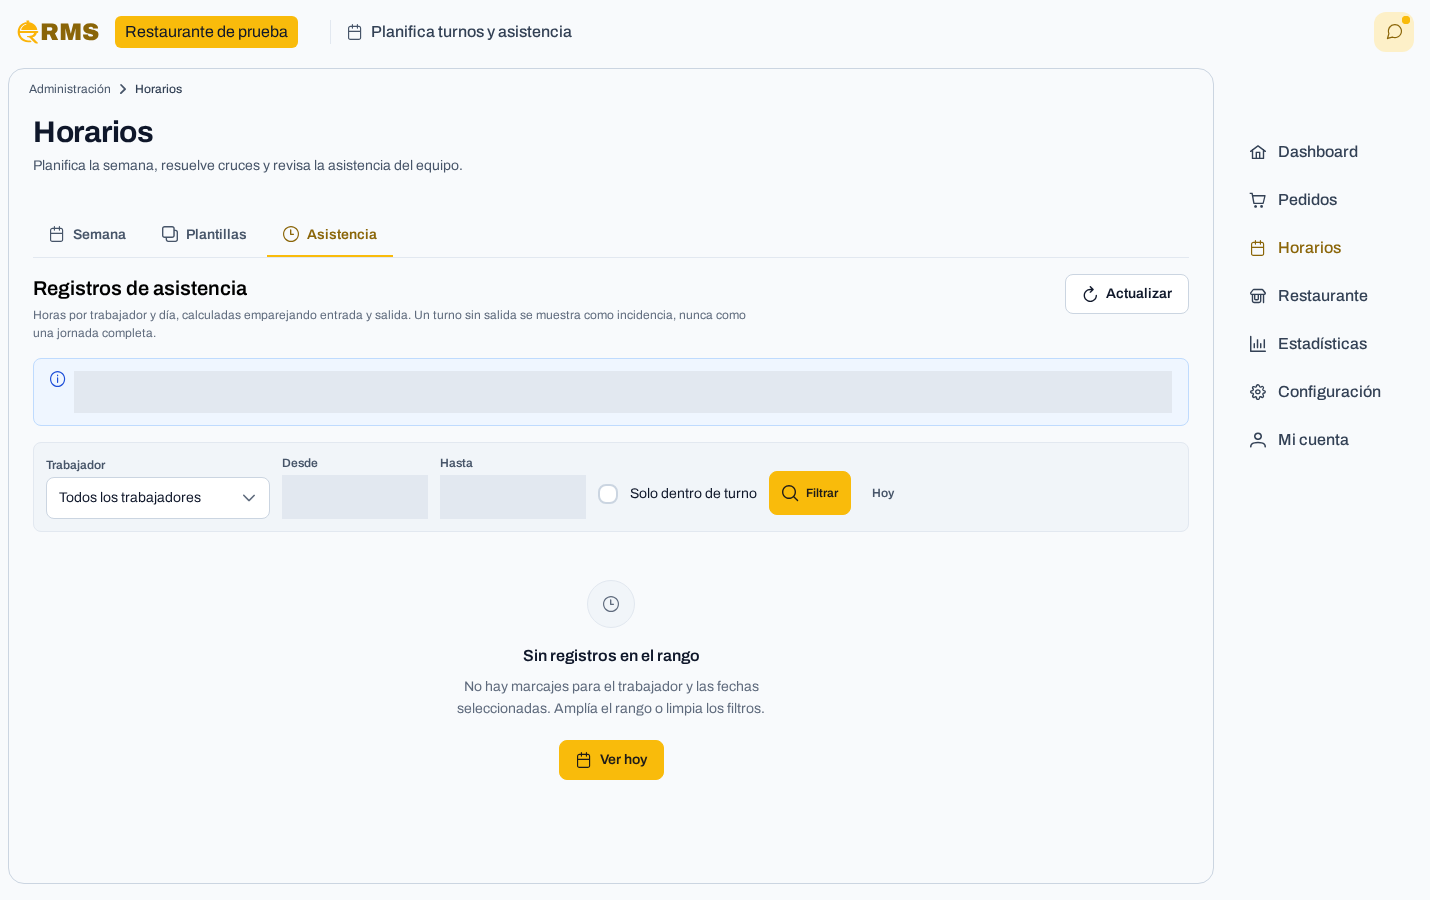 RMS
Restaurante de prueba
Planifica turnos y asistencia
Administración
Horarios
Horarios
Planifica la semana, resuelve cruces y revisa la asistencia del equipo.
Semana
Plantillas
Asistencia
Registros de asistencia
Actualizar
Horas por trabajador y día, calculadas emparejando entrada y salida. Un turno sin salida se muestra como incidencia, nunca como
una jornada completa.
Trabajador
Desde
Hasta
Todos los trabajadores
Solo dentro de turno
Filtrar
Hoy
Sin registros en el rango
No hay marcajes para el trabajador y las fechas
seleccionadas. Amplía el rango o limpia los filtros.
Ver hoy
Dashboard
Pedidos
Horarios
Restaurante
Estadísticas
Configuración
Mi cuenta